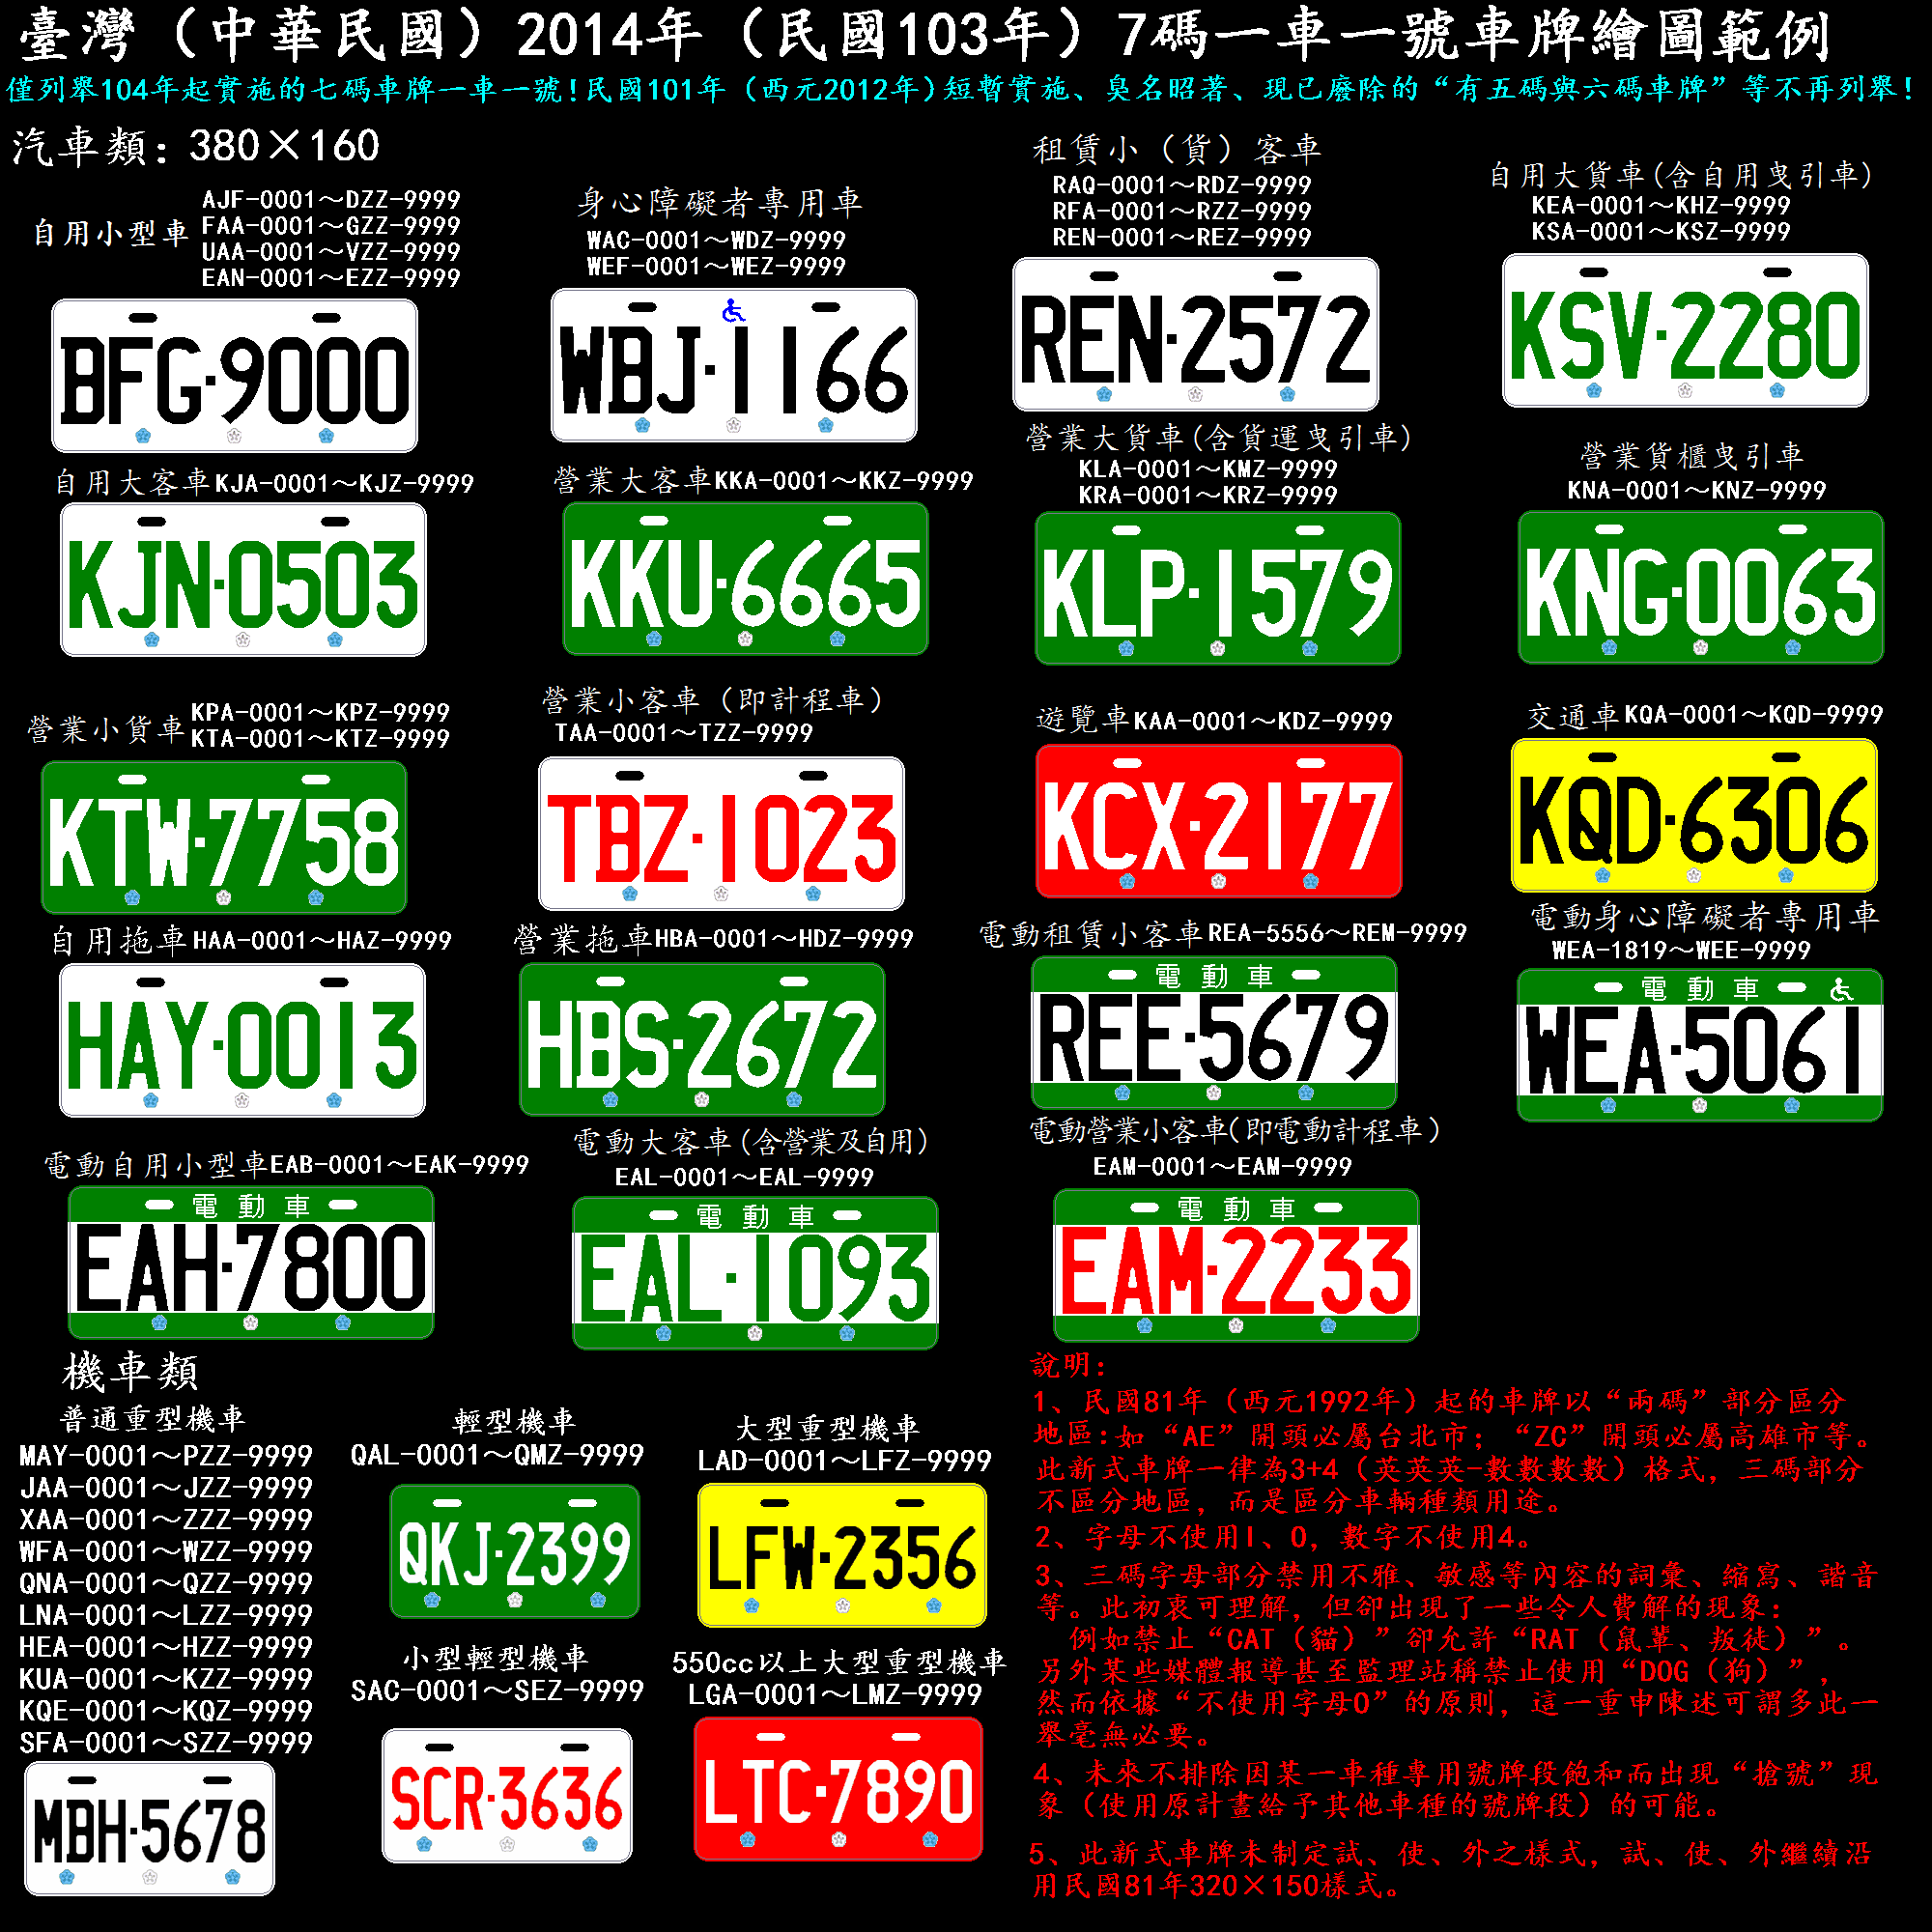 臺灣（中華民國）2014年（民國103年）7碼一車一號車牌繪圖範例
僅列舉104年起實施的七碼車牌一車一號!民國101年（西元2012年)短暫實施、臭名昭著、現已廢除的“有五碼與六碼車牌”等不再列舉!
汽車類: 380×160
自用小型車
AJF-0001～DZZ-9999
FAA-0001～GZZ-9999
UAA-0001～VZZ-9999
EAN-0001～EZZ-9999
BFG-9000
身心障礙者專用車
WAC-0001～WDZ-9999
WEF-0001～WEZ-9999
WBJ-1166
租賃小（貨）客車
RAQ-0001～RDZ-9999
RFA-0001～RZZ-9999
REN-0001～REZ-9999
REN-2572
自用大貨車(含自用曳引車)
KEA-0001～KHZ-9999
KSA-0001～KSZ-9999
KSV-2280
自用大客車KJA-0001～KJZ-9999
KJN-0503
營業大客車KKA-0001～KKZ-9999
KKU-6665
營業大貨車(含貨運曳引車)
KLA-0001～KMZ-9999
KRA-0001～KRZ-9999
KLP-1579
營業貨櫃曳引車
KNA-0001～KNZ-9999
KNG-0063
營業小貨車
KPA-0001～KPZ-9999
KTA-0001～KTZ-9999
KTW-7758
營業小客車（即計程車）
TAA-0001～TZZ-9999
TBZ-1023
遊覽車KAA-0001～KDZ-9999
KCX-2177
交通車KQA-0001～KQD-9999
KQD-6306
自用拖車HAA-0001～HAZ-9999
HAY-0013
營業拖車HBA-0001～HDZ-9999
HBS-2672
電動租賃小客車REA-5556～REM-9999
電動車
REE-5679
電動身心障礙者專用車
WEA-1819～WEE-9999
電動車
WEA-5061
電動自用小型車EAB-0001～EAK-9999
電動車
EAH-7800
電動大客車(含營業及自用)
EAL-0001～EAL-9999
電動車
EAL-1093
電動營業小客車(即電動計程車)
EAM-0001～EAM-9999
電動車
EAM-2233
機車類
普通重型機車
MAY-0001～PZZ-9999
JAA-0001～JZZ-9999
XAA-0001～ZZZ-9999
WFA-0001～WZZ-9999
QNA-0001～QZZ-9999
LNA-0001～LZZ-9999
HEA-0001～HZZ-9999
KUA-0001～KZZ-9999
KQE-0001～KQZ-9999
SFA-0001～SZZ-9999
MBH-5678
輕型機車
QAL-0001～QMZ-9999
QKJ-2399
大型重型機車
LAD-0001～LFZ-9999
LFW-2356
小型輕型機車
SAC-0001～SEZ-9999
SCR-3636
550cc以上大型重型機車
LGA-0001～LMZ-9999
LTC-7890
說明:
1、民國81年（西元1992年）起的車牌以“兩碼”部分區分
地區:如“AE”開頭必屬台北市；“ZC”開頭必屬高雄市等。
此新式車牌一律為3+4（英英英-數數數數）格式，三碼部分
不區分地區，而是區分車輛種類用途。
2、字母不使用I、O，數字不使用4。
3、三碼字母部分禁用不雅、敏感等內容的詞彙、縮寫、諧音
等。此初衷可理解，但卻出現了一些令人費解的現象:
例如禁止“CAT（貓）”卻允許“RAT（鼠輩、叛徒）”。
另外某些媒體報導甚至監理站稱禁止使用“DOG（狗）”，
然而依據“不使用字母O”的原則，這一重申陳述可謂多此一
舉毫無必要。
4、未來不排除因某一車種專用號牌段飽和而出現“搶號”現
象（使用原計畫給予其他車種的號牌段）的可能。
5、此新式車牌未制定試、使、外之樣式，試、使、外繼續沿
用民國81年320×150樣式。